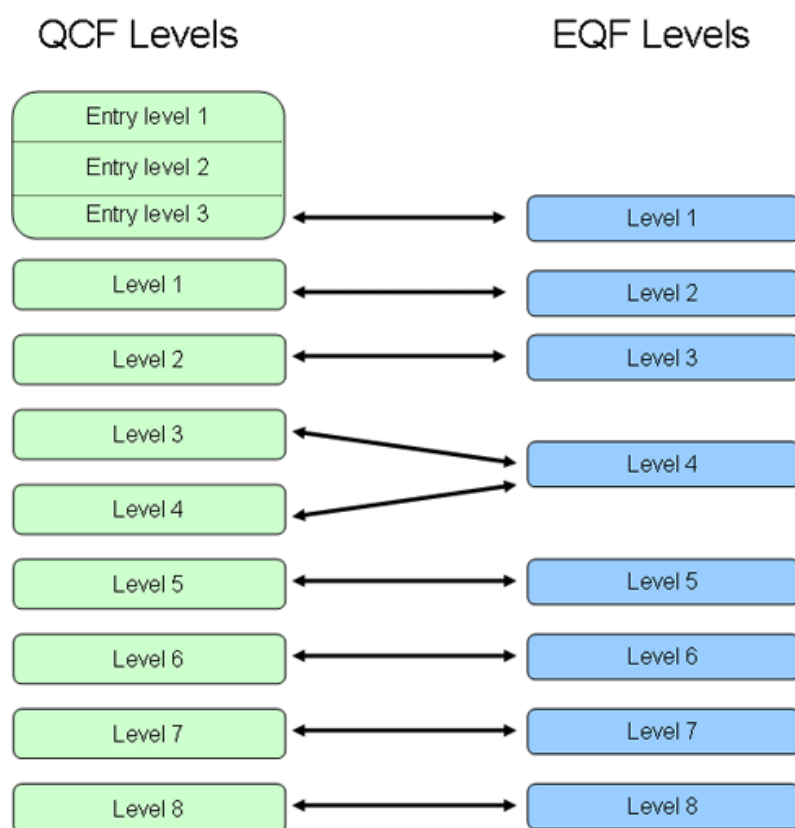 QCF Levels
EQF Levels
Entry level 1
Entry level 2
Entry level 3
Level 1
Level 1
Level 2
Level 2
Level 3
Level 3
Level 4
Level 4
Level 5
Level 5
Level 6
Level 6
Level 7
Level 7
Level 8
Level 8